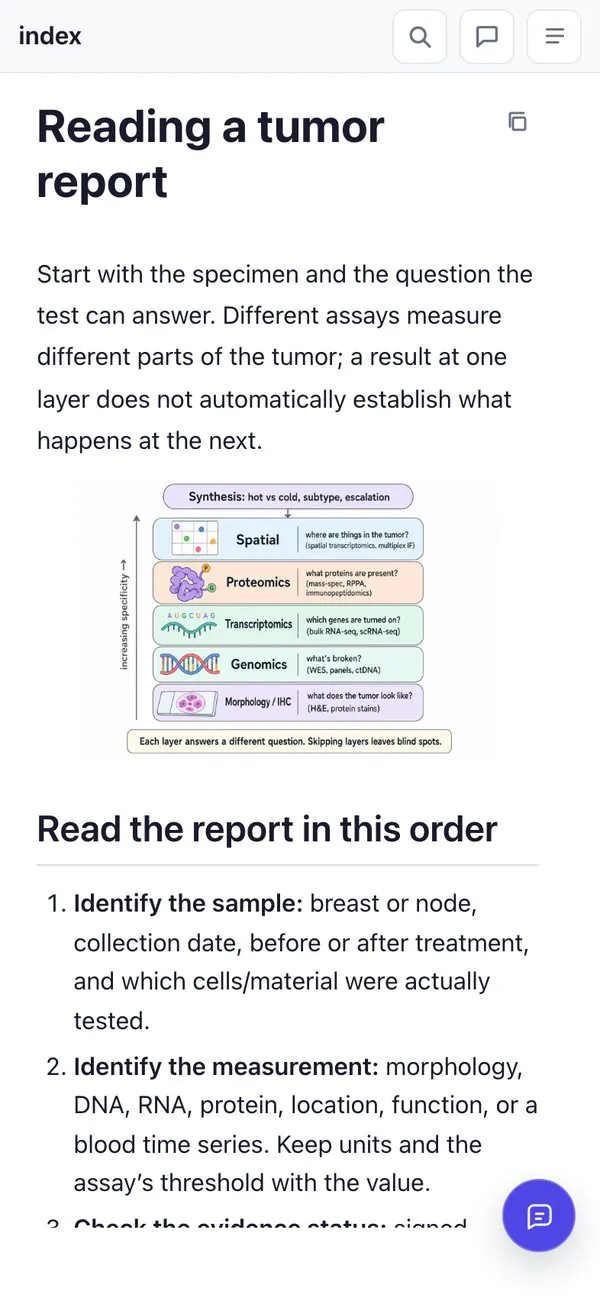 index
Reading a tumor
report
Start with the specimen and the question the
test can answer. Different assays measure
different parts of the tumor; a result at one
layer does not automatically establish what
happens at the next.
Synthesis: hot vs cold, subtype, escalation
increasing specificity →
Spatial
where are things in the tumor?
(spatial transcriptomics, multiplex IF)
P
G
Proteomics
what proteins are present?
(mass-spec, RPPA,
immunopeptidomics)
AUGCUAG
Transcriptomics
which genes are turned on?
(bulk RNA-seq, scRNA-seq)
Genomics
what's broken?
(WES, panels, ctDNA)
Morphology / IHC
what does the tumor look like?
(H&E, protein stains)
Each layer answers a different question. Skipping layers leaves blind spots.
Read the report in this order
1. Identify the sample: breast or node,
collection date, before or after treatment,
and which cells/material were actually
tested.
2. Identify the measurement: morphology,
DNA, RNA, protein, location, function, or a
blood time series. Keep units and the
assay’s threshold with the value.
3. Check the evidence status: signed